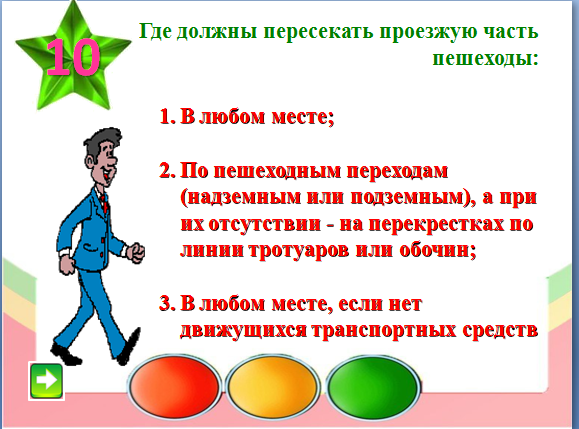 10
Где должны пересекать проезжую часть
пешеходы:
1. В любом месте;
2. По пешеходным переходам
(надземным или подземным), а при
их отсутствии - на перекрестках по
линии тротуаров или обочин;
3. В любом месте, если нет
движущихся транспортных средств